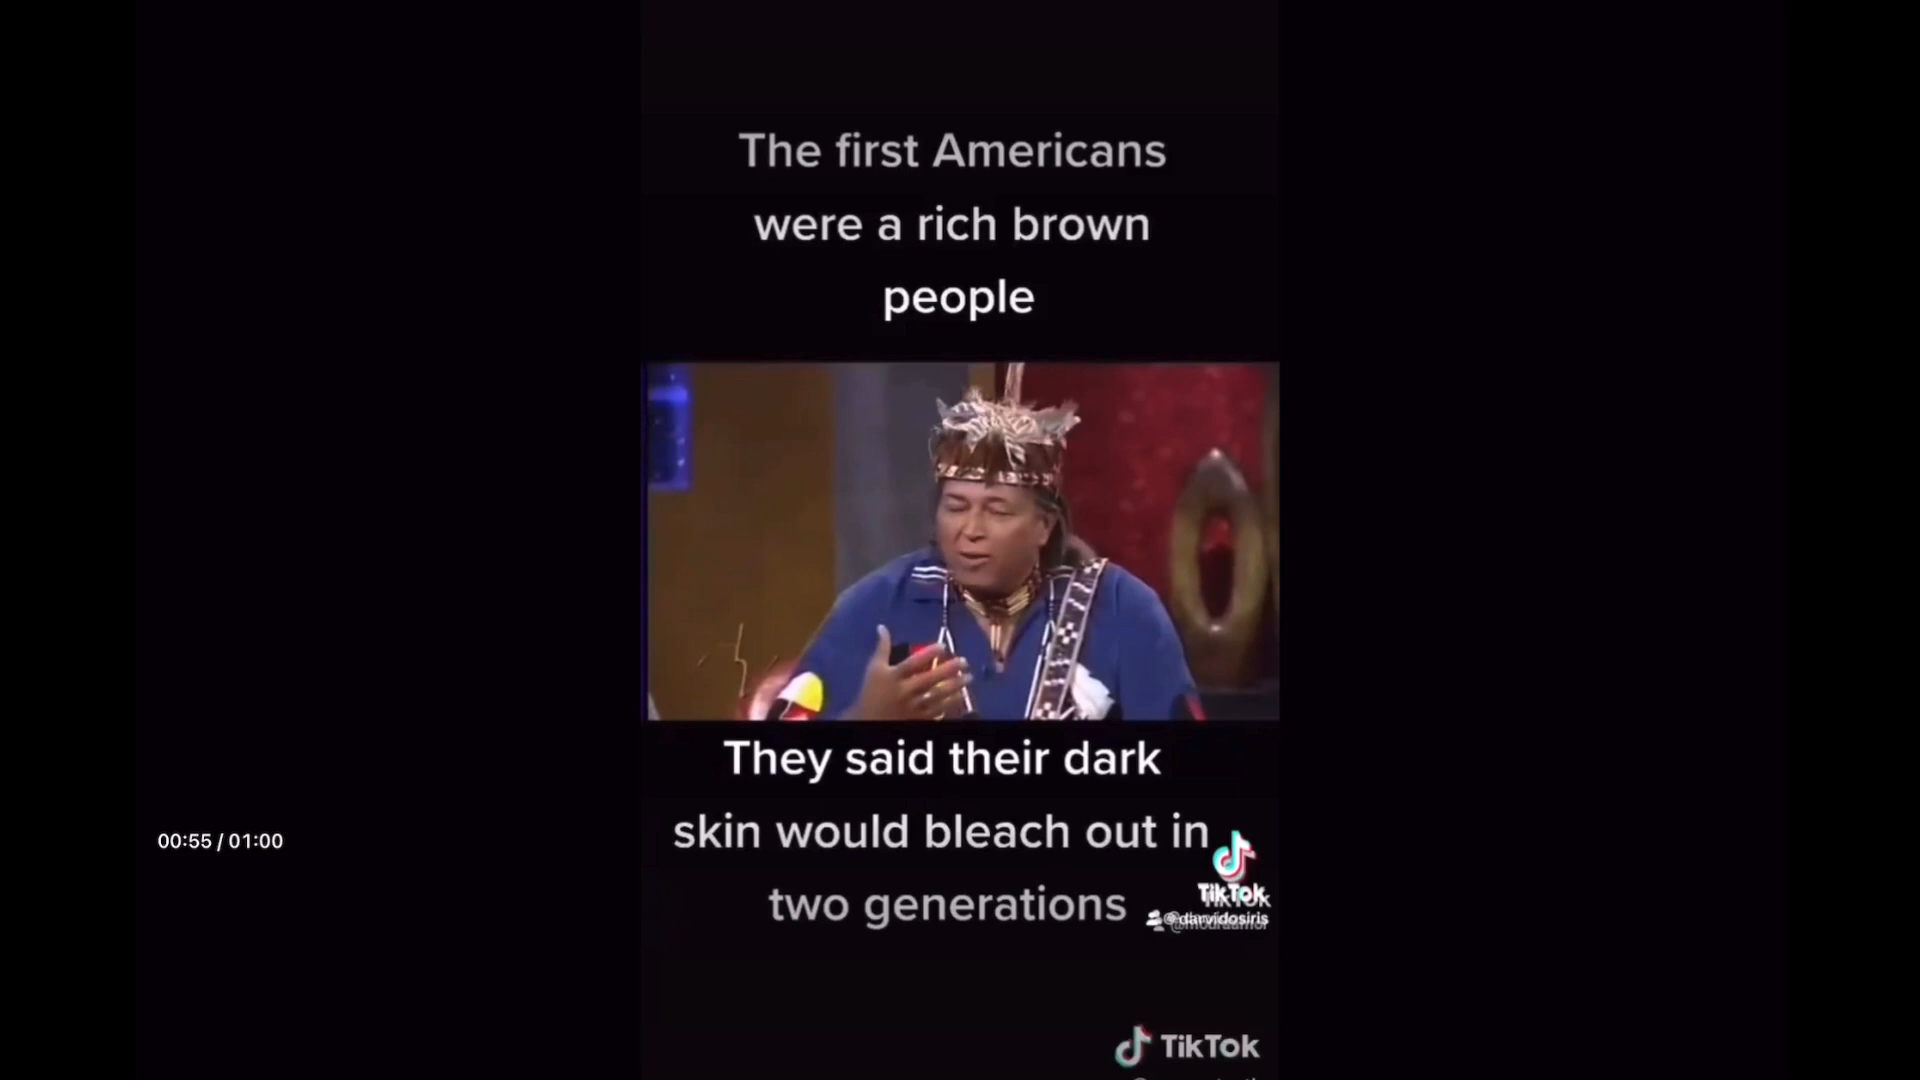 The first Americans
were a rich brown
people
They said their dark
skin would bleach out in
two generations
TikTok
@darvidosiris
00:55 / 01:00
TikTok